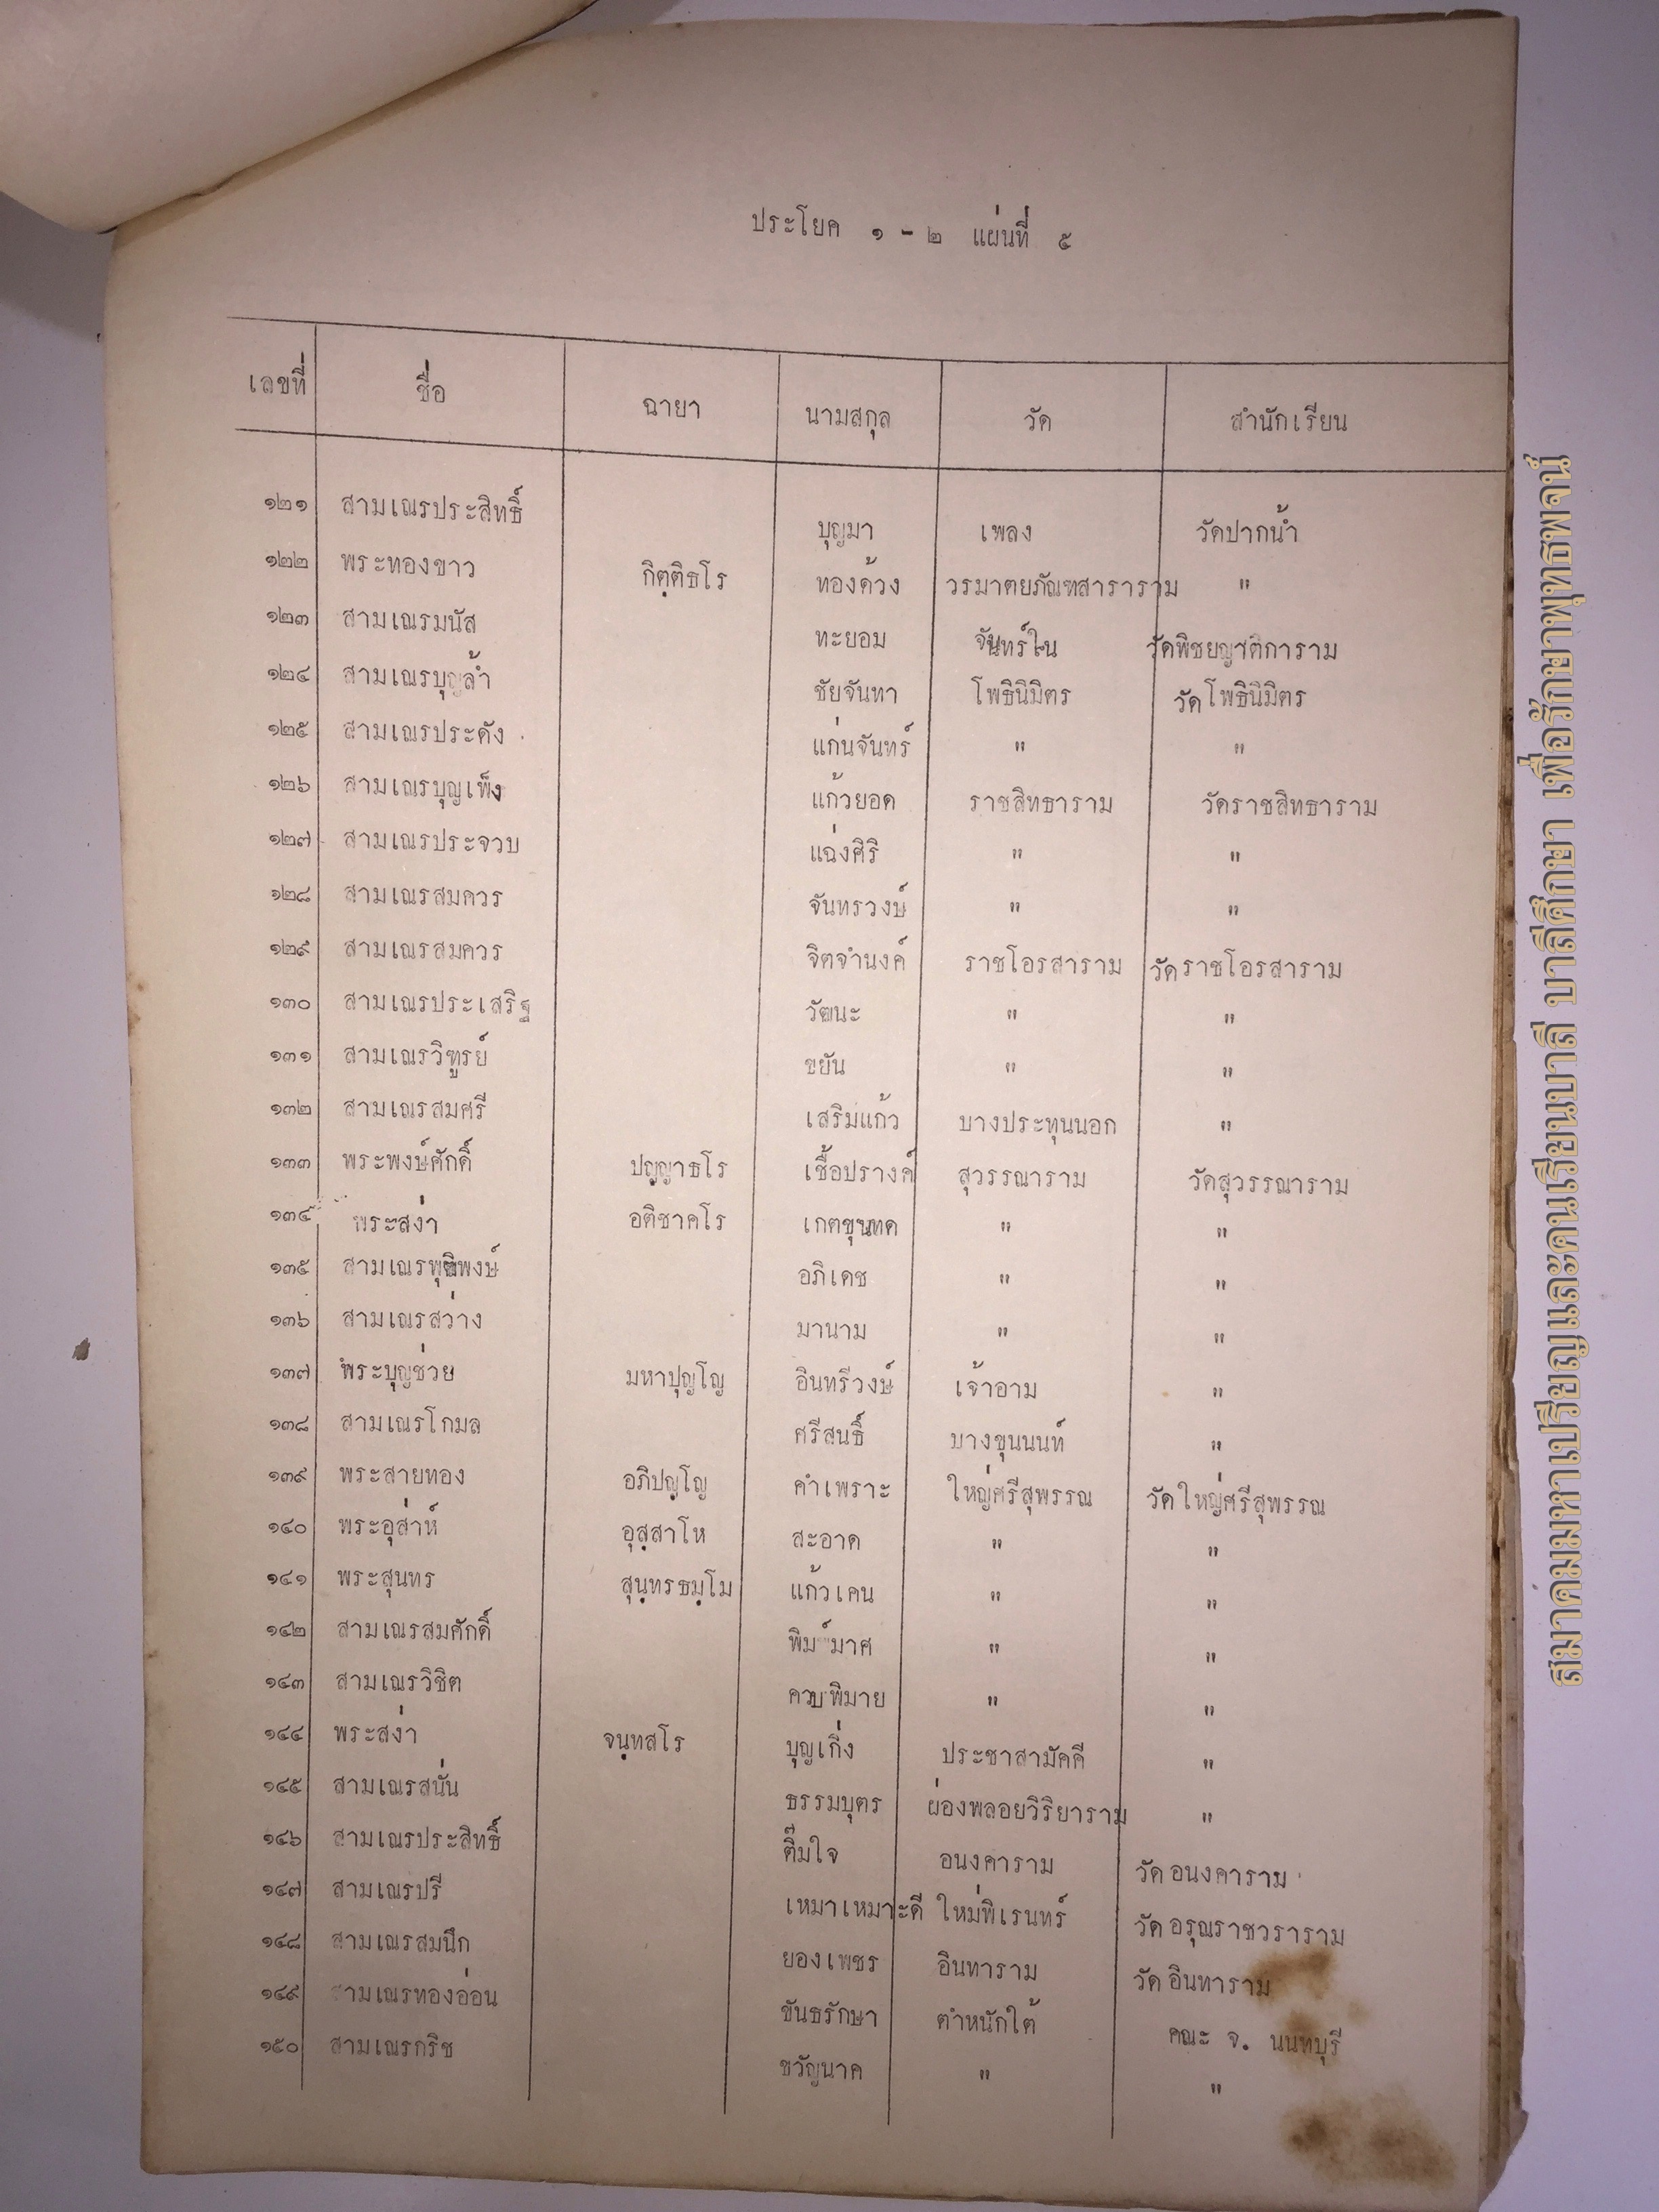 ประโยค ๑ - ๒ แผ่นที่ ๕
เลขที่ ชื่อ ฉายา นามสกุล วัด สำนักเรียน
๑๒๑ สามเณรประสิทธิ์ บุญมา เพลง วัดปากน้ำ
๑๒๒ พระทองขาว กิตฺติธโร ทองด้วง วรมาตยภัณฑสาราราม "
๑๒๓ สามเณรมนัส ทะยอม จันทร์ใน วัดพิชยญาติการาม
๑๒๔ สามเณรบุญล้ำ ชัยจันทา โพธินิมิตร วัดโพธินิมิตร
๑๒๕ สามเณรประดัง แก่นจันทร์ " "
๑๒๖ สามเณรบุญเพ็ง แก้วยอด ราชสิทธาราม วัดราชสิทธาราม
๑๒๗ สามเณรประจวบ แฉ่งศิริ " "
๑๒๘ สามเณรสมควร จันทรวงษ์ " "
๑๒๙ สามเณรสมควร จิตจำนงค์ ราชโอรสาราม วัดราชโอรสาราม
๑๓๐ สามเณรประเสริฐ วัฒนะ " "
๑๓๑ สามเณรวิฑูรย์ ขยัน " "
๑๓๒ สามเณรสมศรี เสริมแก้ว บางประทุนนอก "
๑๓๓ พระพงษ์ศักดิ์ ปญฺญาธโร เชื้อปรางค์ สุวรรณาราม วัดสุวรรณาราม
๑๓๔ พระสง่า อติชาคโร เกตขุนทด " "
๑๓๕ สามเณรพุฒิพงษ์ อภิเดช " "
๑๓๖ สามเณรสว่าง มานาม " "
๑๓๗ พระบุญช่วย มหาปุญฺโญ อินทรีวงษ์ เจ้าอาม "
๑๓๘ สามเณรโกมล ศรีสนธิ์ บางขุนนนท์ "
๑๓๙ พระสายทอง อภิปญฺโญ คำเพราะ ใหญ่ศรีสุพรรณ วัดใหญ่ศรีสุพรรณ
๑๔๐ พระอุส่าห์ อุสฺสาโห สะอาด " "
๑๔๑ พระสุนทร สุนฺทรธมฺโม แก้วเคน " "
๑๔๒ สามเณรสมศักดิ์ พิมพ์มาศ " "
๑๔๓ สามเณรวิชิต ควบพิมาย " "
๑๔๔ พระสง่า จนฺทสโร บุญเกิ่ง ประชาสามัคคี "
๑๔๕ สามเณรสนั่น ธรรมบุตร ผ่องพลอยวิริยาราม "
๑๔๖ สามเณรประสิทธิ์ ติ๊มใจ อนงคาราม วัดอนงคาราม
๑๔๗ สามเณรปรี เหมาเหมาะดี ใหม่พิเรนทร์ วัดอรุณราชวราราม
๑๔๘ สามเณรสมนึก ยองเพชร อินทาราม วัดอินทาราม
๑๔๙ สามเณรทองอ่อน ขันธรักษา ตำหนักใต้ คณะ จ. นนทบุรี
๑๕๐ สามเณรกริช ขวัญนาค " "
สมาคมมหาเปรียญและคนเรียนบาลี บาลีศึกษา เพื่อรักษาพุทธพจน์